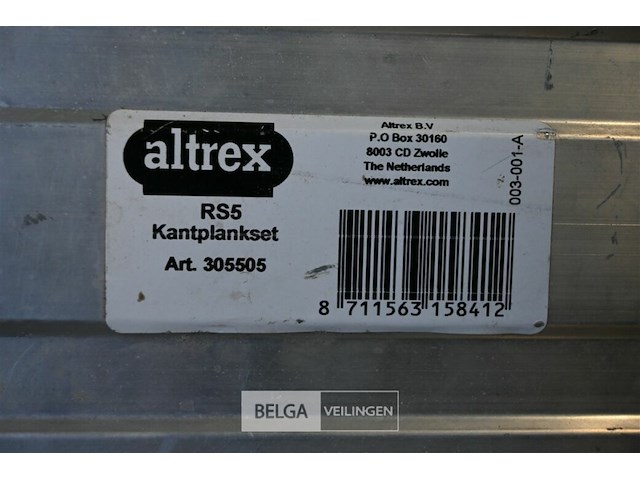 altrex
RS5
Kantplankset
Art. 305505
Altrex B.V
P.O Box 30160
8003 CD Zwolle
The Netherlands
www.altrex.com
003-001-A
8 711563 158412
BELGA VEILINGEN